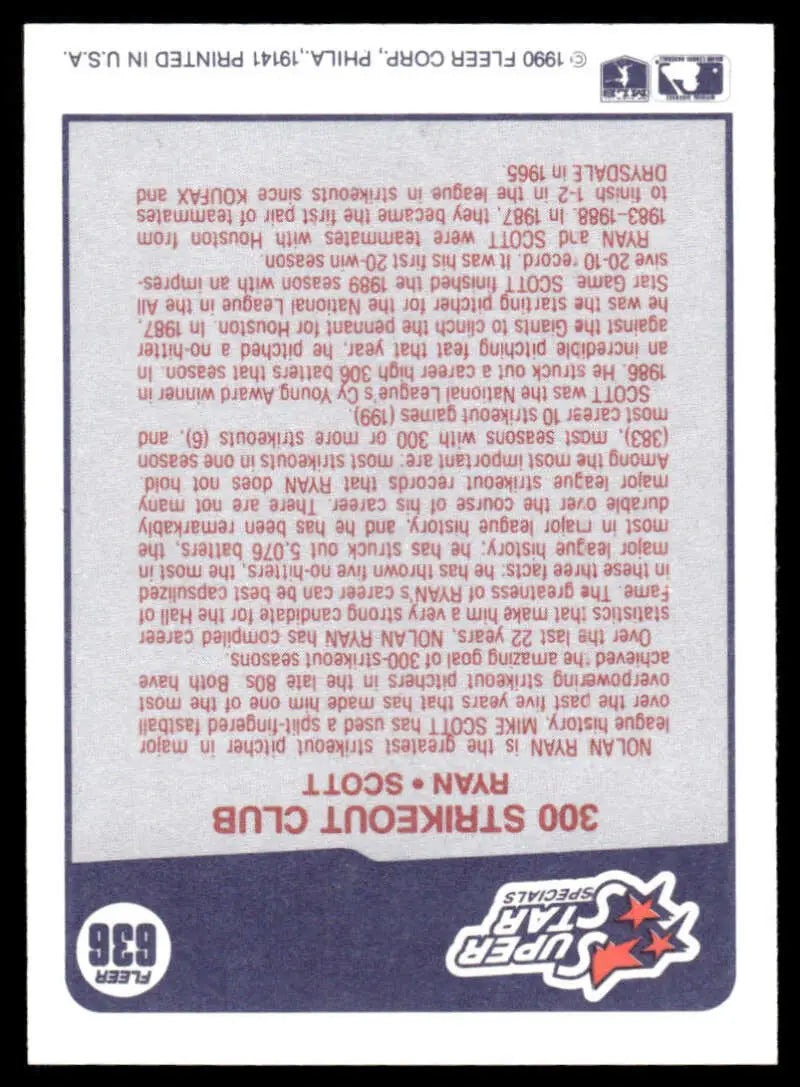 FLEER
636
SUPER
STAR
SPECIALS
300 STRIKEOUT CLUB
RYAN • SCOTT
NOLAN RYAN is the greatest strikeout pitcher in major
league history, MIKE SCOTT has used a split-fingered fastball
over the past five years that has made him one of the most
overpowering strikeout pitchers in the late 80s. Both have
achieved the amazing goal of 300-strikeout seasons.
Over the last 22 years, NOLAN RYAN has compiled career
statistics that make him a very strong candidate for the Hall of
Fame. The greatness of RYAN's career can be best capsulized
in these three facts: he has thrown five no-hitters, the most in
major league history; he has struck out 5,076 batters, the
most in major league history, and he has been remarkably
durable over the course of his career. There are not many
major league strikeout records that RYAN does not hold.
Among the most important are: most strikeouts in one season
(383), most seasons with 300 or more strikeouts (6), and
most career 10 strikeout games (199).
SCOTT was the National League's Cy Young Award winner in
1986. He struck out a career high 306 batters that season. In
an incredible pitching feat that year, he pitched a no-hitter
against the Giants to clinch the pennant for Houston. In 1987,
he was the starting pitcher for the National League in the All
Star Game. SCOTT finished the 1989 season with an impres-
sive 20-10 record. It was his first 20-win season.
RYAN and SCOTT were teammates with Houston from
1983-1988. In 1987, they became the first pair of teammates
to finish 1-2 in the league in strikeouts since KOUFAX and
DRYSDALE in 1965
© 1990 FLEER CORP., PHILA., 19141 PRINTED IN U.S.A.